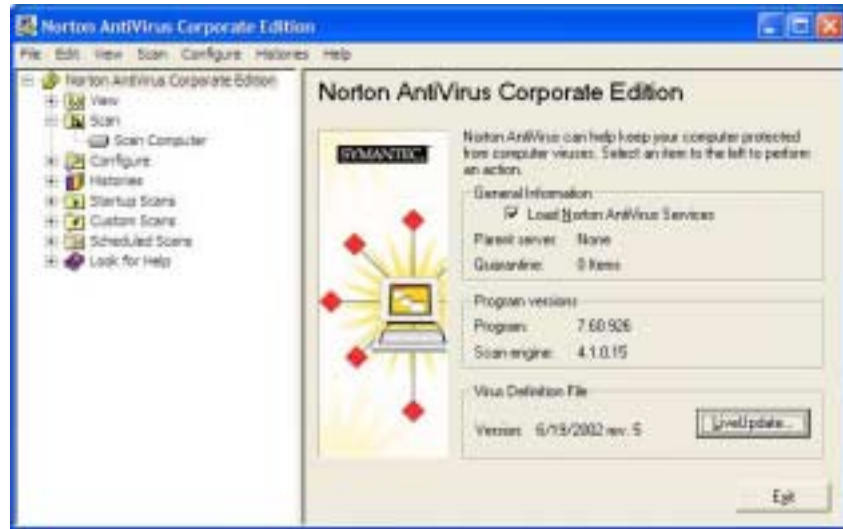 Norton AntiVirus Corporate Edition
File Edit View Scan Configure Histories Help
Norton AntiVirus Corporate Edition
View
Scan
Scan Computer
Configure
Histories
Startup Scans
Custom Scans
Scheduled Scans
Look for Help
Norton AntiVirus Corporate Edition
SYMANTEC.
Norton AntiVirus can help keep your computer protected
from computer viruses. Select an item to the left to perform
an action.
General Information
Load Norton AntiVirus Services
Parent server: None
Quarantine: 0 Items
Program versions
Program: 7.60.926
Scan engine: 4.1.0.15
Virus Definition File
Version: 6/19/2002 rev. 5
LiveUpdate...
Exit